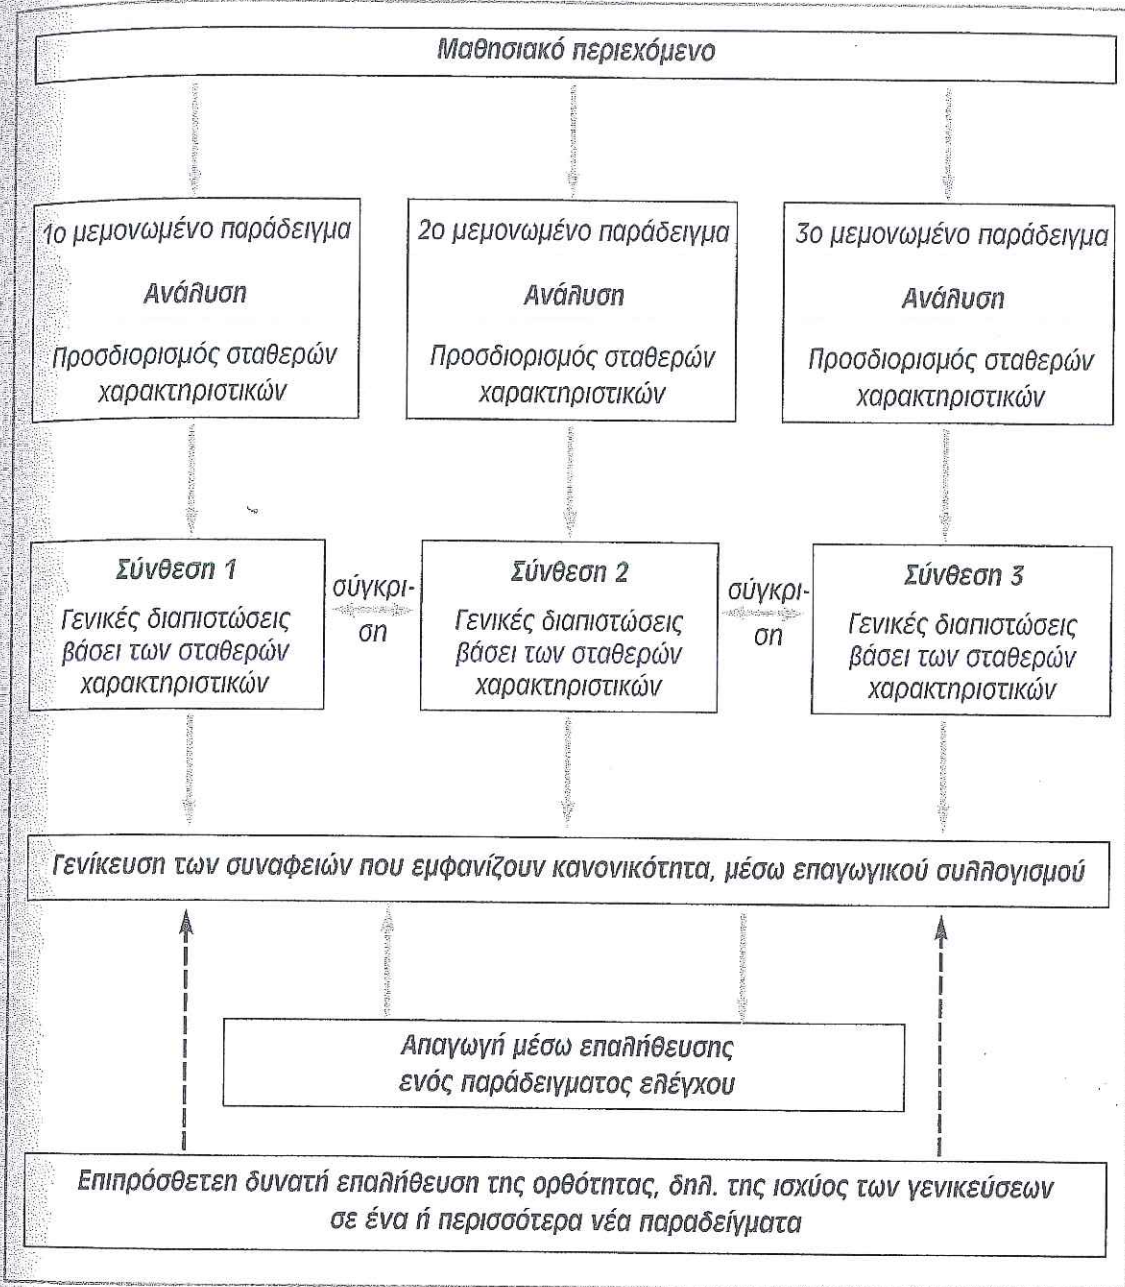 Μαθησιακό περιεχόμενο
1ο μεμονωμένο παράδειγμα
Ανάλυση
Προσδιορισμός σταθερών
χαρακτηριστικών
2ο μεμονωμένο παράδειγμα
Ανάλυση
Προσδιορισμός σταθερών
χαρακτηριστικών
3ο μεμονωμένο παράδειγμα
Ανάλυση
Προσδιορισμός σταθερών
χαρακτηριστικών
Σύνθεση 1
Γενικές διαπιστώσεις
βάσει των σταθερών
χαρακτηριστικών
σύγκρι-
ση
Σύνθεση 2
Γενικές διαπιστώσεις
βάσει των σταθερών
χαρακτηριστικών
σύγκρι-
ση
Σύνθεση 3
Γενικές διαπιστώσεις
βάσει των σταθερών
χαρακτηριστικών
Γενίκευση των συναφειών που εμφανίζουν κανονικότητα, μέσω επαγωγικού συλλογισμού
Απαγωγή μέσω επαλήθευσης
ενός παράδειγματος ελέγχου
Επιπρόσθετεη δυνατή επαλήθευση της ορθότητας, δηλ. της ισχύος των γενικεύσεων
σε ένα ή περισσότερα νέα παραδείγματα